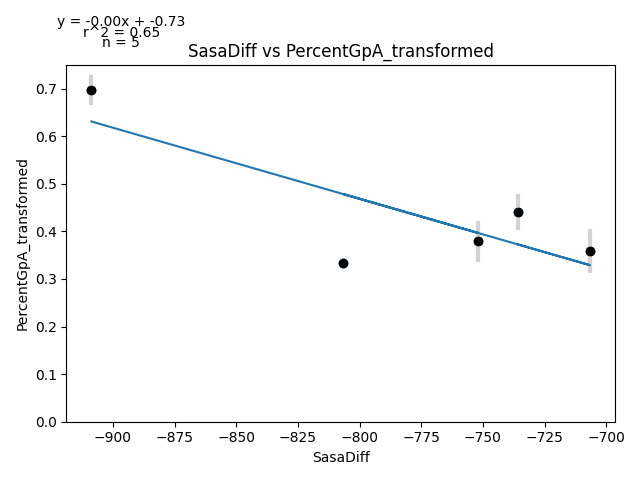 y = -0.00x + -0.73
r^2 = 0.65
n = 5
SasaDiff vs PercentGpA_transformed
PercentGpA_transformed
0.7
0.6
0.5
0.4
0.3
0.2
0.1
0.0
−900
−875
−850
−825
−800
−775
−750
−725
−700
SasaDiff